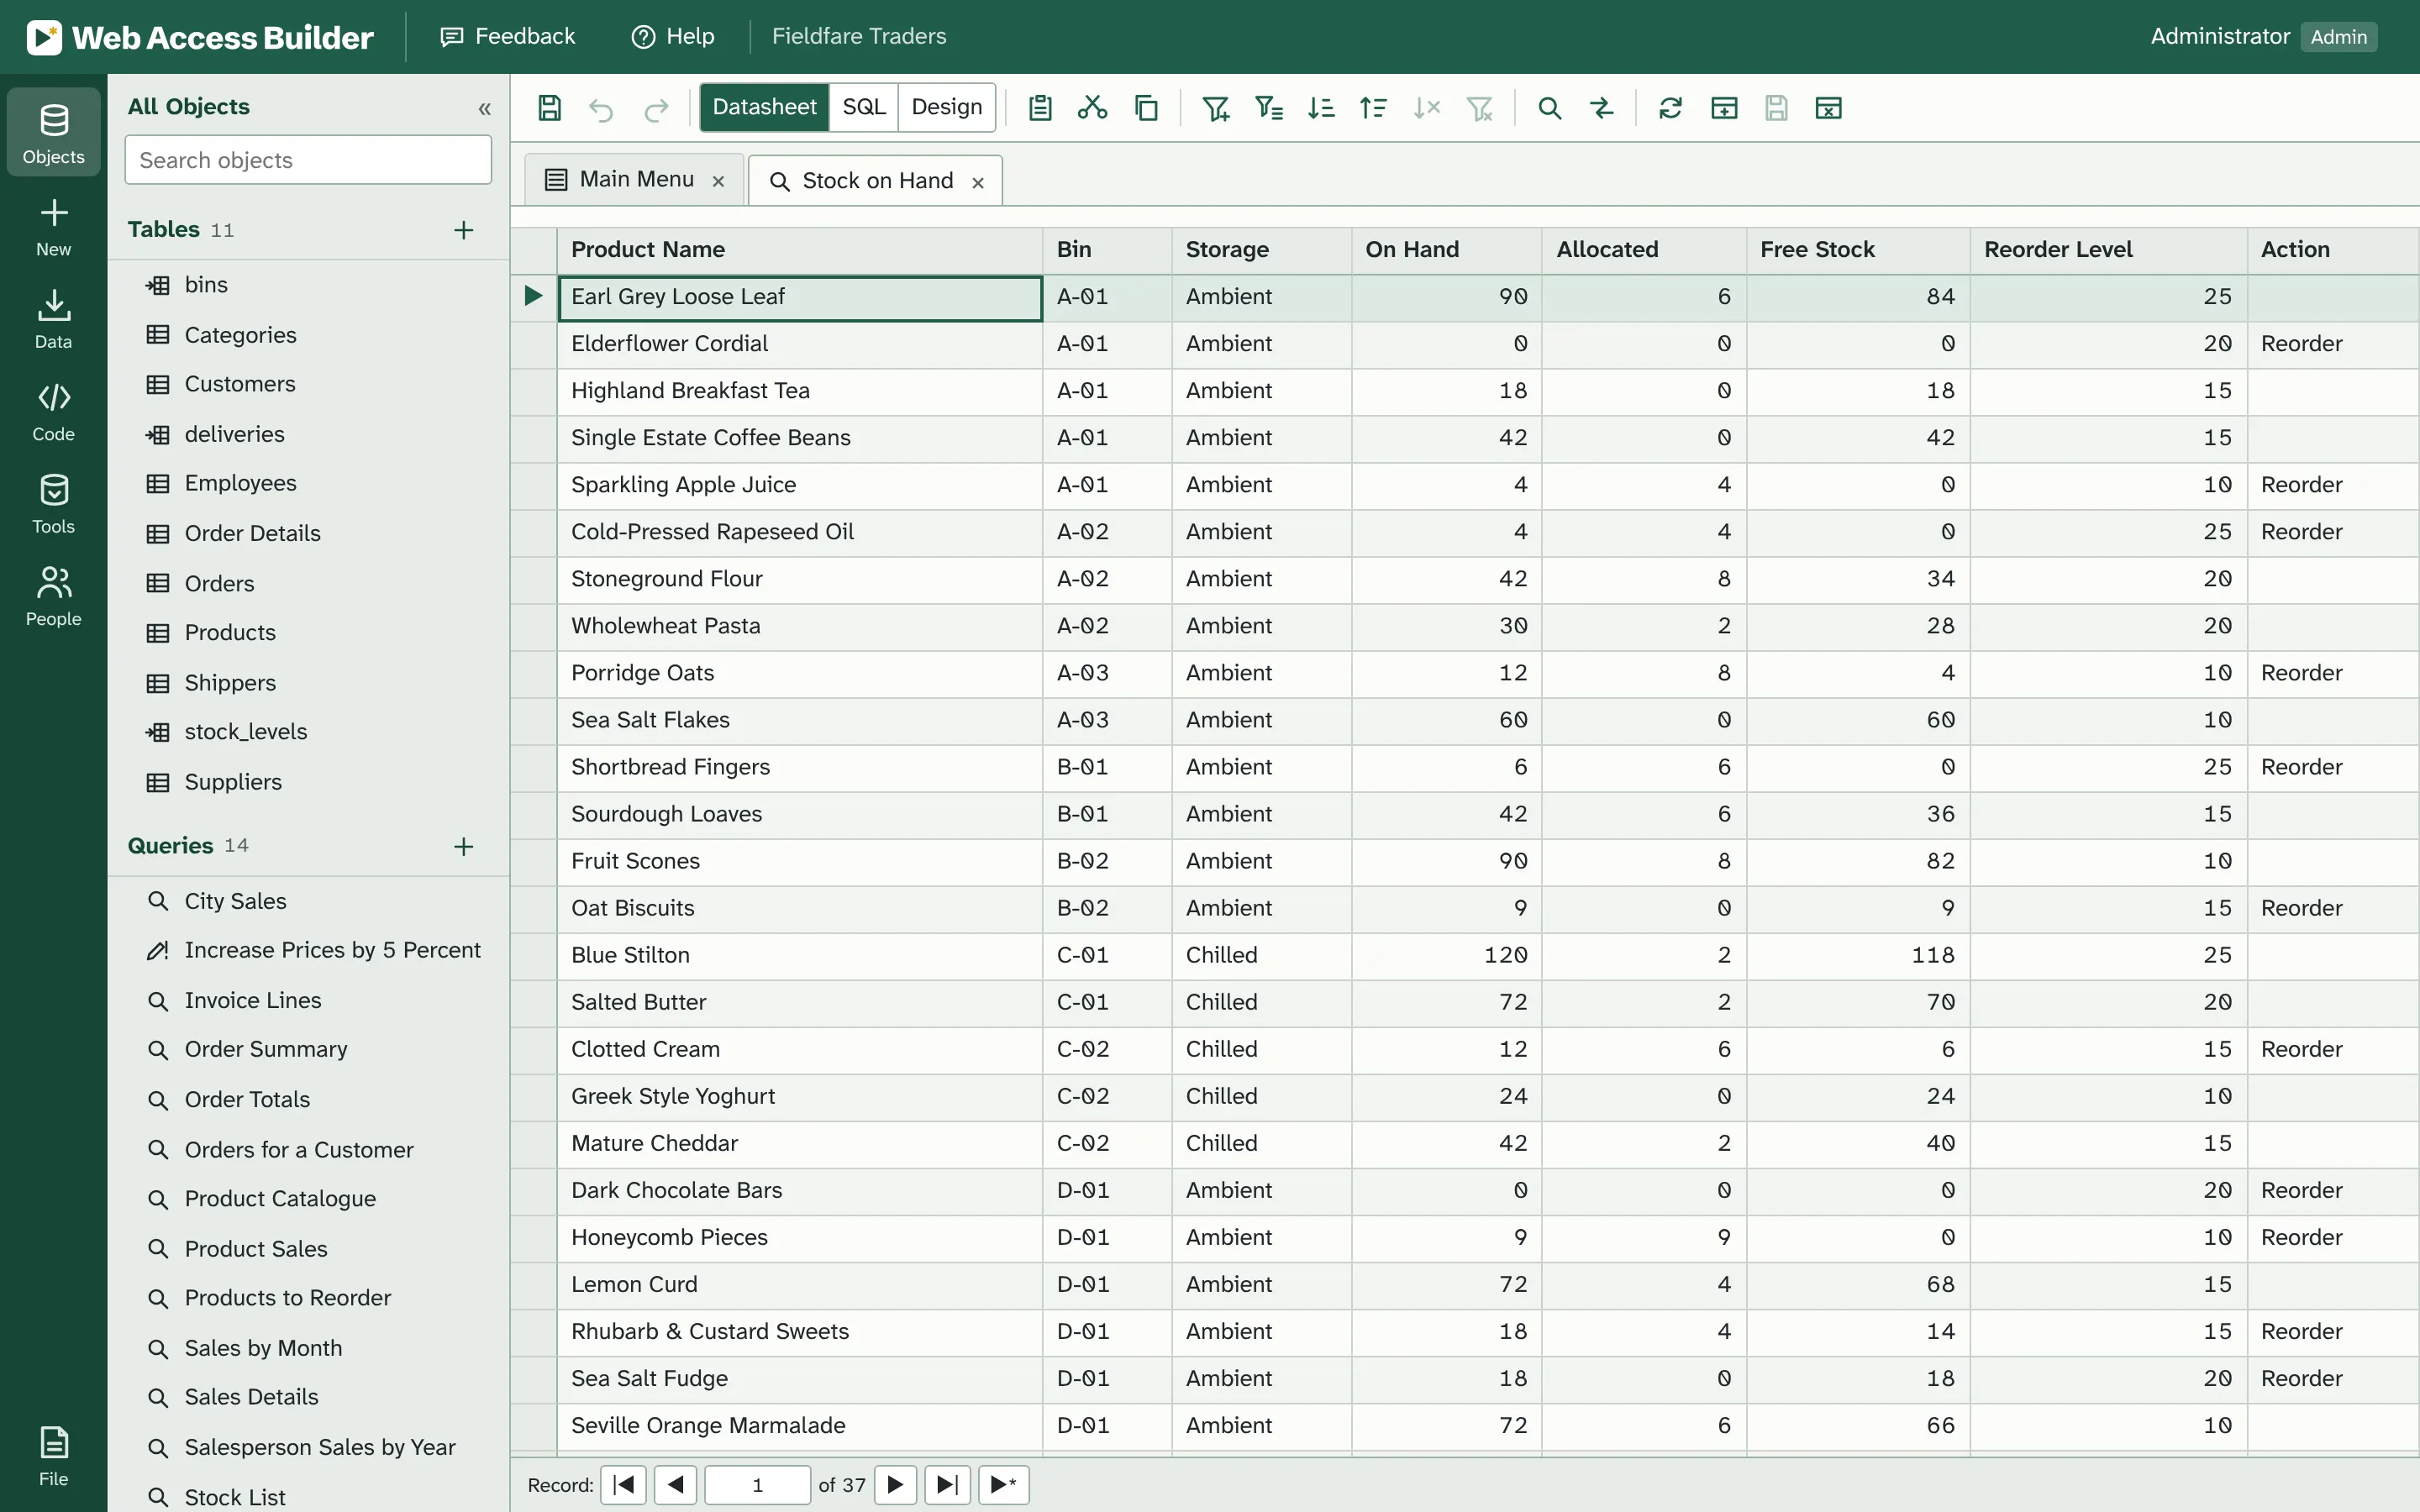 Web Access Builder
Feedback
Help
Fieldfare Traders
Administrator Admin
Objects
New
Data
Code
Tools
People
File
All Objects «
Search objects
Tables 11 +
bins
Categories
Customers
deliveries
Employees
Order Details
Orders
Products
Shippers
stock_levels
Suppliers
Queries 14 +
City Sales
Increase Prices by 5 Percent
Invoice Lines
Order Summary
Order Totals
Orders for a Customer
Product Catalogue
Product Sales
Products to Reorder
Sales by Month
Sales Details
Salesperson Sales by Year
Stock List
Datasheet SQL Design
Main Menu ×
Stock on Hand ×
Product Name Bin Storage On Hand Allocated Free Stock Reorder Level Action
Earl Grey Loose Leaf A-01 Ambient 90 6 84 25
Elderflower Cordial A-01 Ambient 0 0 0 20 Reorder
Highland Breakfast Tea A-01 Ambient 18 0 18 15
Single Estate Coffee Beans A-01 Ambient 42 0 42 15
Sparkling Apple Juice A-01 Ambient 4 4 0 10 Reorder
Cold-Pressed Rapeseed Oil A-02 Ambient 4 4 0 25 Reorder
Stoneground Flour A-02 Ambient 42 8 34 20
Wholewheat Pasta A-02 Ambient 30 2 28 20
Porridge Oats A-03 Ambient 12 8 4 10 Reorder
Sea Salt Flakes A-03 Ambient 60 0 60 10
Shortbread Fingers B-01 Ambient 6 6 0 25 Reorder
Sourdough Loaves B-01 Ambient 42 6 36 15
Fruit Scones B-02 Ambient 90 8 82 10
Oat Biscuits B-02 Ambient 9 0 9 15 Reorder
Blue Stilton C-01 Chilled 120 2 118 25
Salted Butter C-01 Chilled 72 2 70 20
Clotted Cream C-02 Chilled 12 6 6 15 Reorder
Greek Style Yoghurt C-02 Chilled 24 0 24 10
Mature Cheddar C-02 Chilled 42 2 40 15
Dark Chocolate Bars D-01 Ambient 0 0 0 20 Reorder
Honeycomb Pieces D-01 Ambient 9 9 0 10 Reorder
Lemon Curd D-01 Ambient 72 4 68 15
Rhubarb & Custard Sweets D-01 Ambient 18 4 14 15 Reorder
Sea Salt Fudge D-01 Ambient 18 0 18 20 Reorder
Seville Orange Marmalade D-01 Ambient 72 6 66 10
Record: 1 of 37